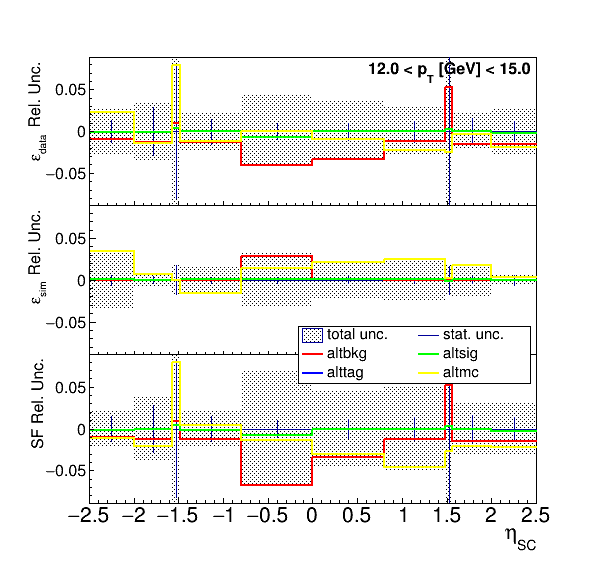 12.0 < p_T [GeV] < 15.0
ε_data Rel. Unc.
0.05
0
−0.05
ε_sim Rel. Unc.
0.05
0
−0.05
total unc. stat. unc.
altbkg altsig
alttag altmc
SF Rel. Unc.
0.05
0
−0.05
−2.5 −2 −1.5 −1 −0.5 0 0.5 1 1.5 2 2.5
η_SC